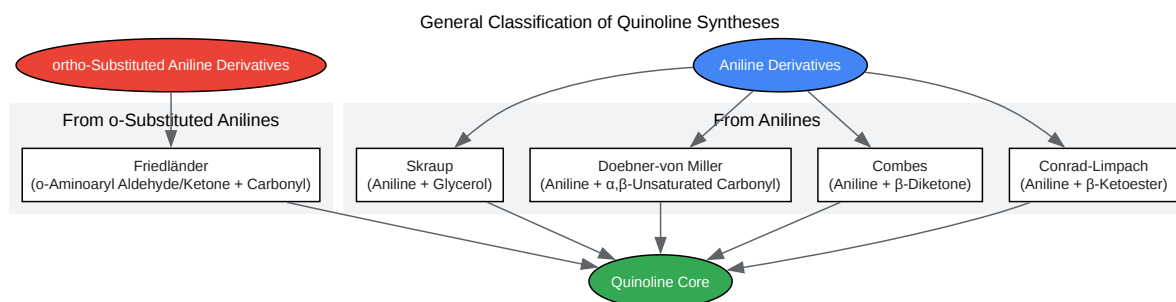 General Classification of Quinoline Syntheses
ortho-Substituted Aniline Derivatives
Aniline Derivatives
From o-Substituted Anilines
From Anilines
Friedländer
(o-Aminoaryl Aldehyde/Ketone + Carbonyl)
Skraup
(Aniline + Glycerol)
Doebner-von Miller
(Aniline + α,β-Unsaturated Carbonyl)
Combes
(Aniline + β-Diketone)
Conrad-Limpach
(Aniline + β-Ketoester)
Quinoline Core